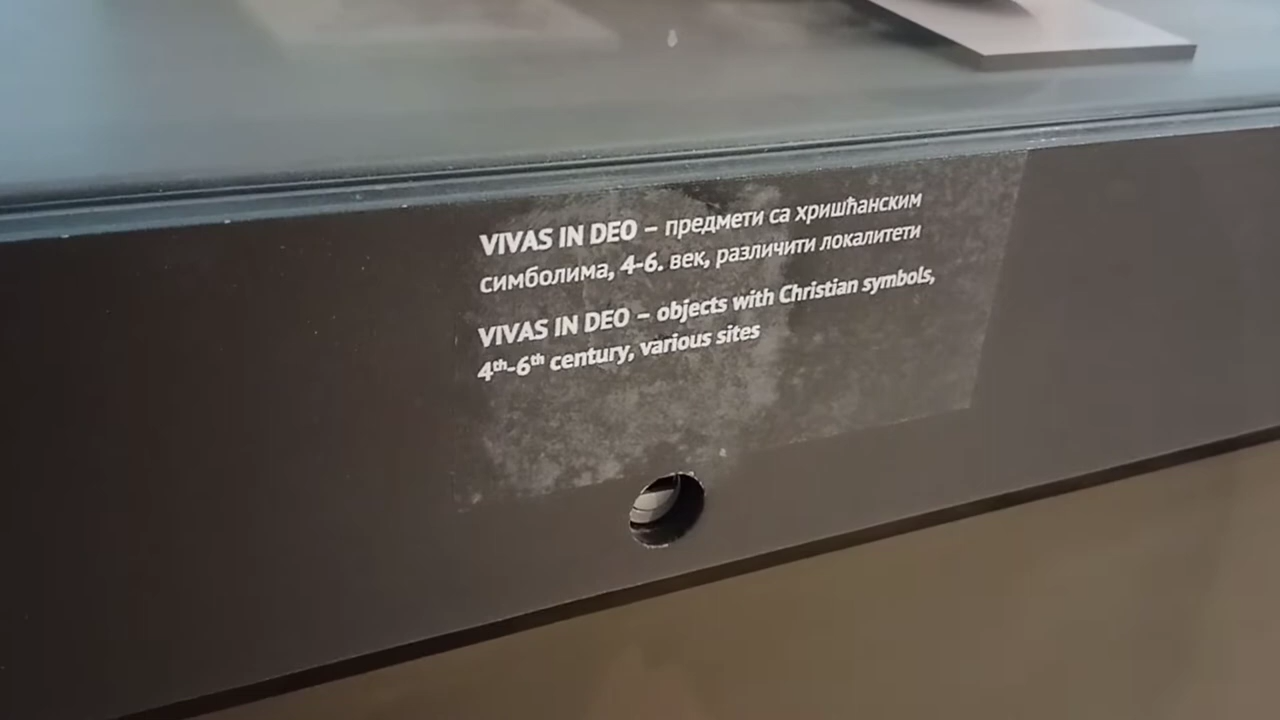 VIVAS IN DEO – предмети са хришћанским
симболима, 4-6. век, различити локалитети
VIVAS IN DEO – objects with Christian symbols,
4th-6th century, various sites